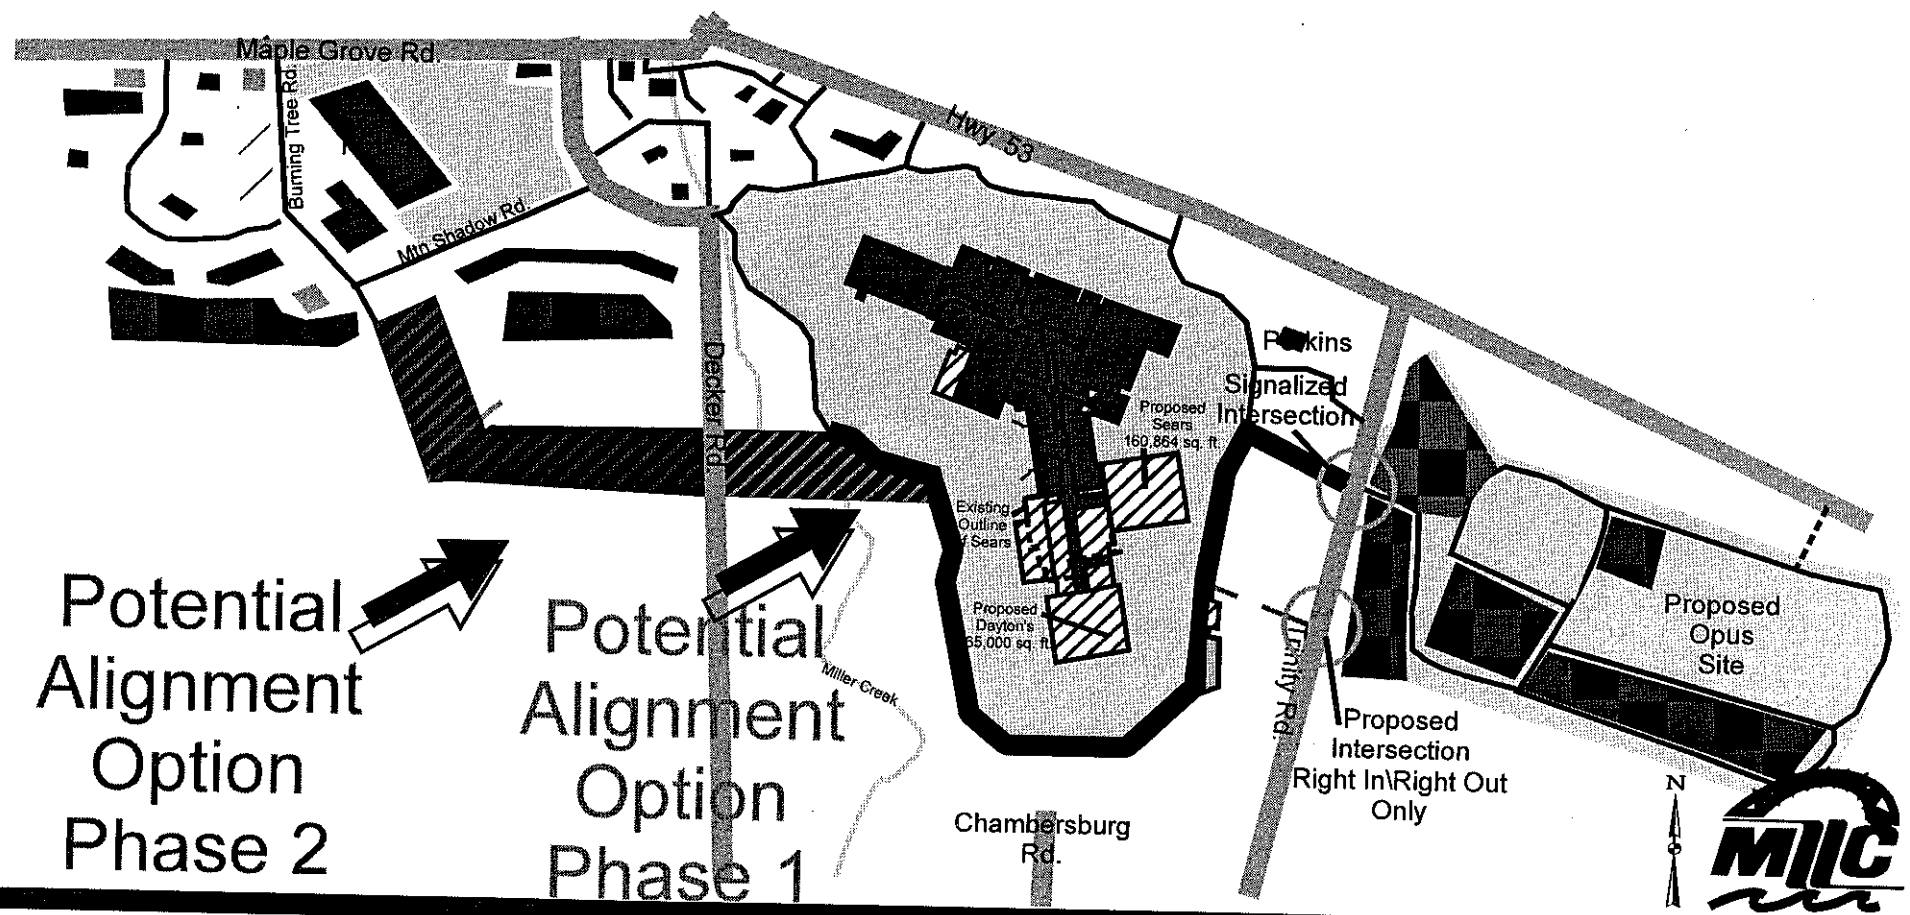 Maple Grove Rd.
Hwy. 53
Burning Tree Rd.
Mtn Shadow Rd.
Decker Rd.
Perkins
Signalized
Intersection
Proposed
Sears
160,864 sq. ft.
Existing
Outline
of Sears
Proposed
Dayton's
65,000 sq. ft.
Proposed
Opus
Site
Potential
Alignment
Option
Phase 2
Potential
Alignment
Option
Phase 1
Miller Creek
Trinity Rd.
Proposed
Intersection
Right In\Right Out
Only
Chambersburg
Rd.
N